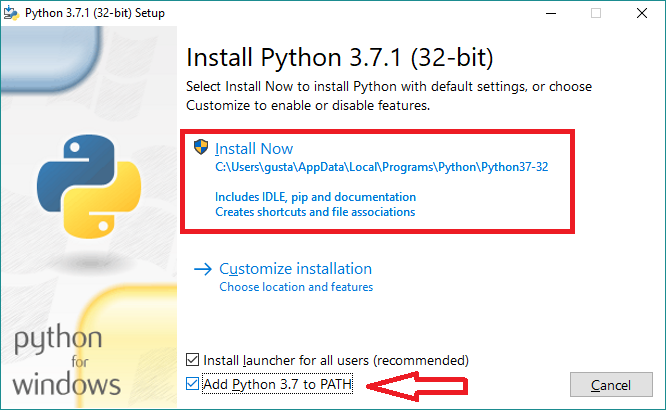 Python 3.7.1 (32-bit) Setup
Install Python 3.7.1 (32-bit)
Select Install Now to install Python with default settings, or choose
Customize to enable or disable features.
Install Now
C:\Users\gusta\AppData\Local\Programs\Python\Python37-32
Includes IDLE, pip and documentation
Creates shortcuts and file associations
Customize installation
Choose location and features
python
for
windows
Install launcher for all users (recommended)
Add Python 3.7 to PATH
Cancel